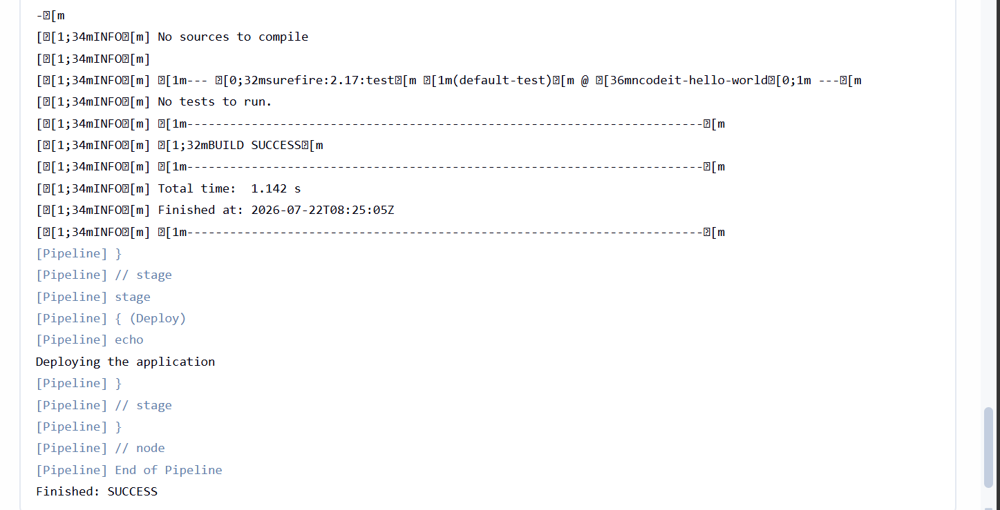 -[m
[[1;34mINFO[m] No sources to compile
[[1;34mINFO[m]
[[1;34mINFO[m] [1m--- [0;32msurefire:2.17:test[m [1m(default-test)[m @ [36mncodeit-hello-world[0;1m ---[m
[[1;34mINFO[m] No tests to run.
[[1;34mINFO[m] [1m------------------------------------------------------------------------[m
[[1;34mINFO[m] [1;32mBUILD SUCCESS[m
[[1;34mINFO[m] [1m------------------------------------------------------------------------[m
[[1;34mINFO[m] Total time:  1.142 s
[[1;34mINFO[m] Finished at: 2026-07-22T08:25:05Z
[[1;34mINFO[m] [1m------------------------------------------------------------------------[m
[Pipeline] }
[Pipeline] // stage
[Pipeline] stage
[Pipeline] { (Deploy)
[Pipeline] echo
Deploying the application
[Pipeline] }
[Pipeline] // stage
[Pipeline] }
[Pipeline] // node
[Pipeline] End of Pipeline
Finished: SUCCESS